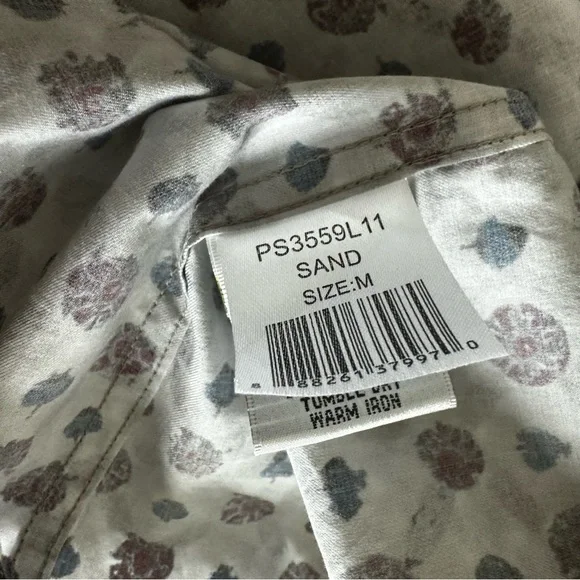 PS3559L11
SAND
SIZE:M
8 88261 37997 0
TUMBLE DRY
WARM IRON